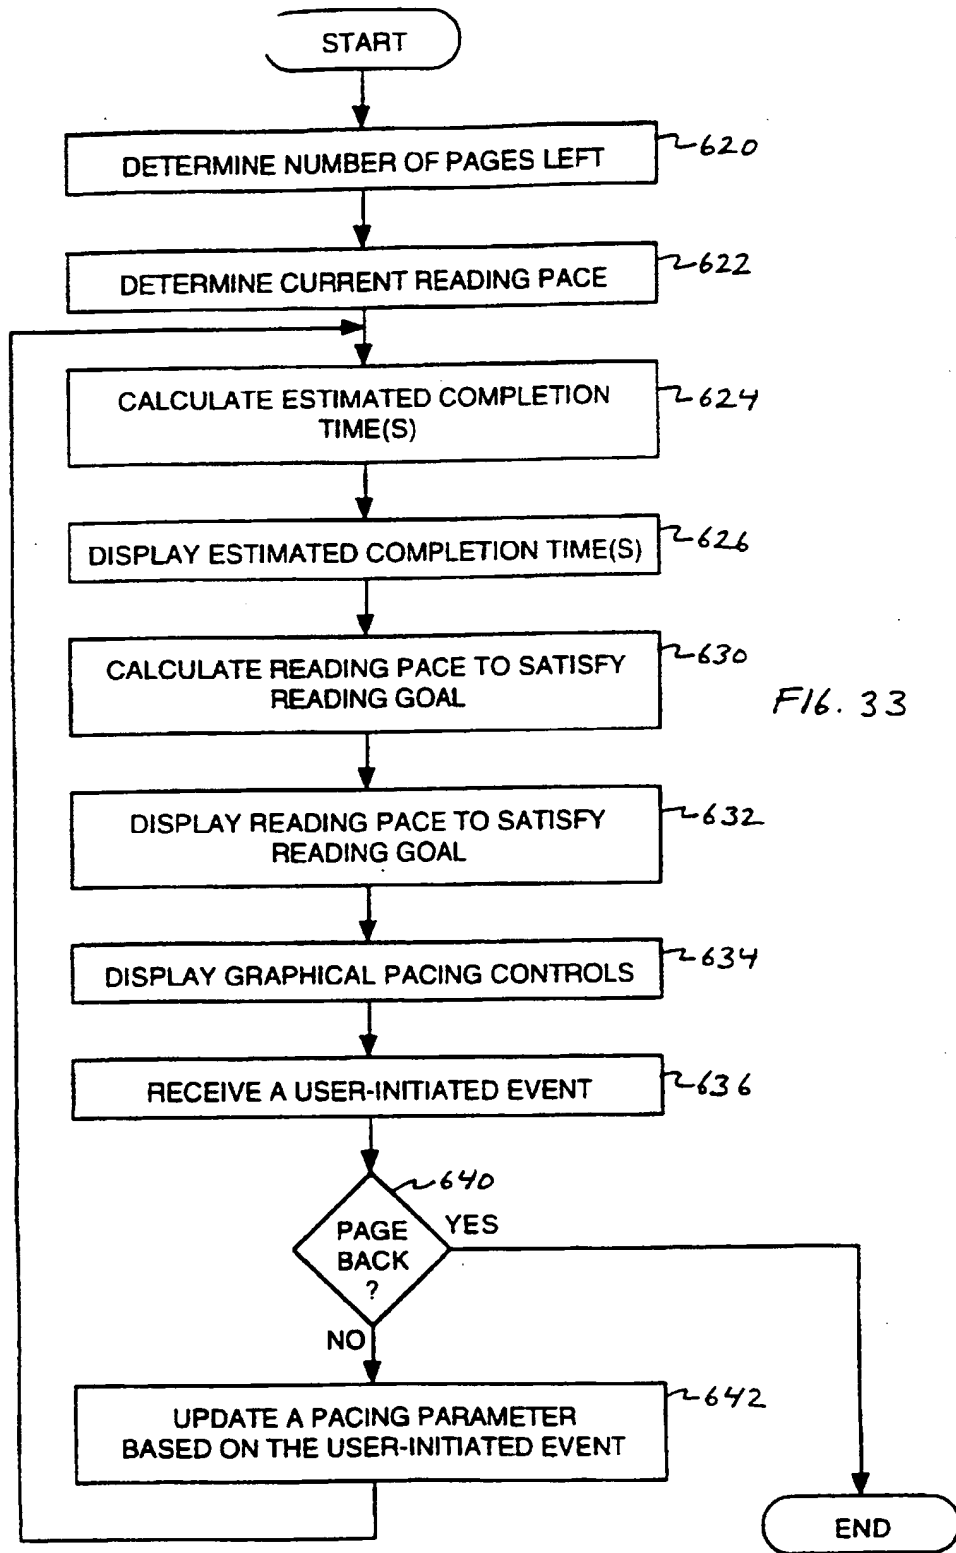 START
DETERMINE NUMBER OF PAGES LEFT
620
DETERMINE CURRENT READING PACE
622
CALCULATE ESTIMATED COMPLETION
TIME(S)
624
DISPLAY ESTIMATED COMPLETION TIME(S)
626
CALCULATE READING PACE TO SATISFY
READING GOAL
630
FIG. 33
DISPLAY READING PACE TO SATISFY
READING GOAL
632
DISPLAY GRAPHICAL PACING CONTROLS
634
RECEIVE A USER-INITIATED EVENT
636
640
PAGE
BACK
?
YES
NO
UPDATE A PACING PARAMETER
BASED ON THE USER-INITIATED EVENT
642
END